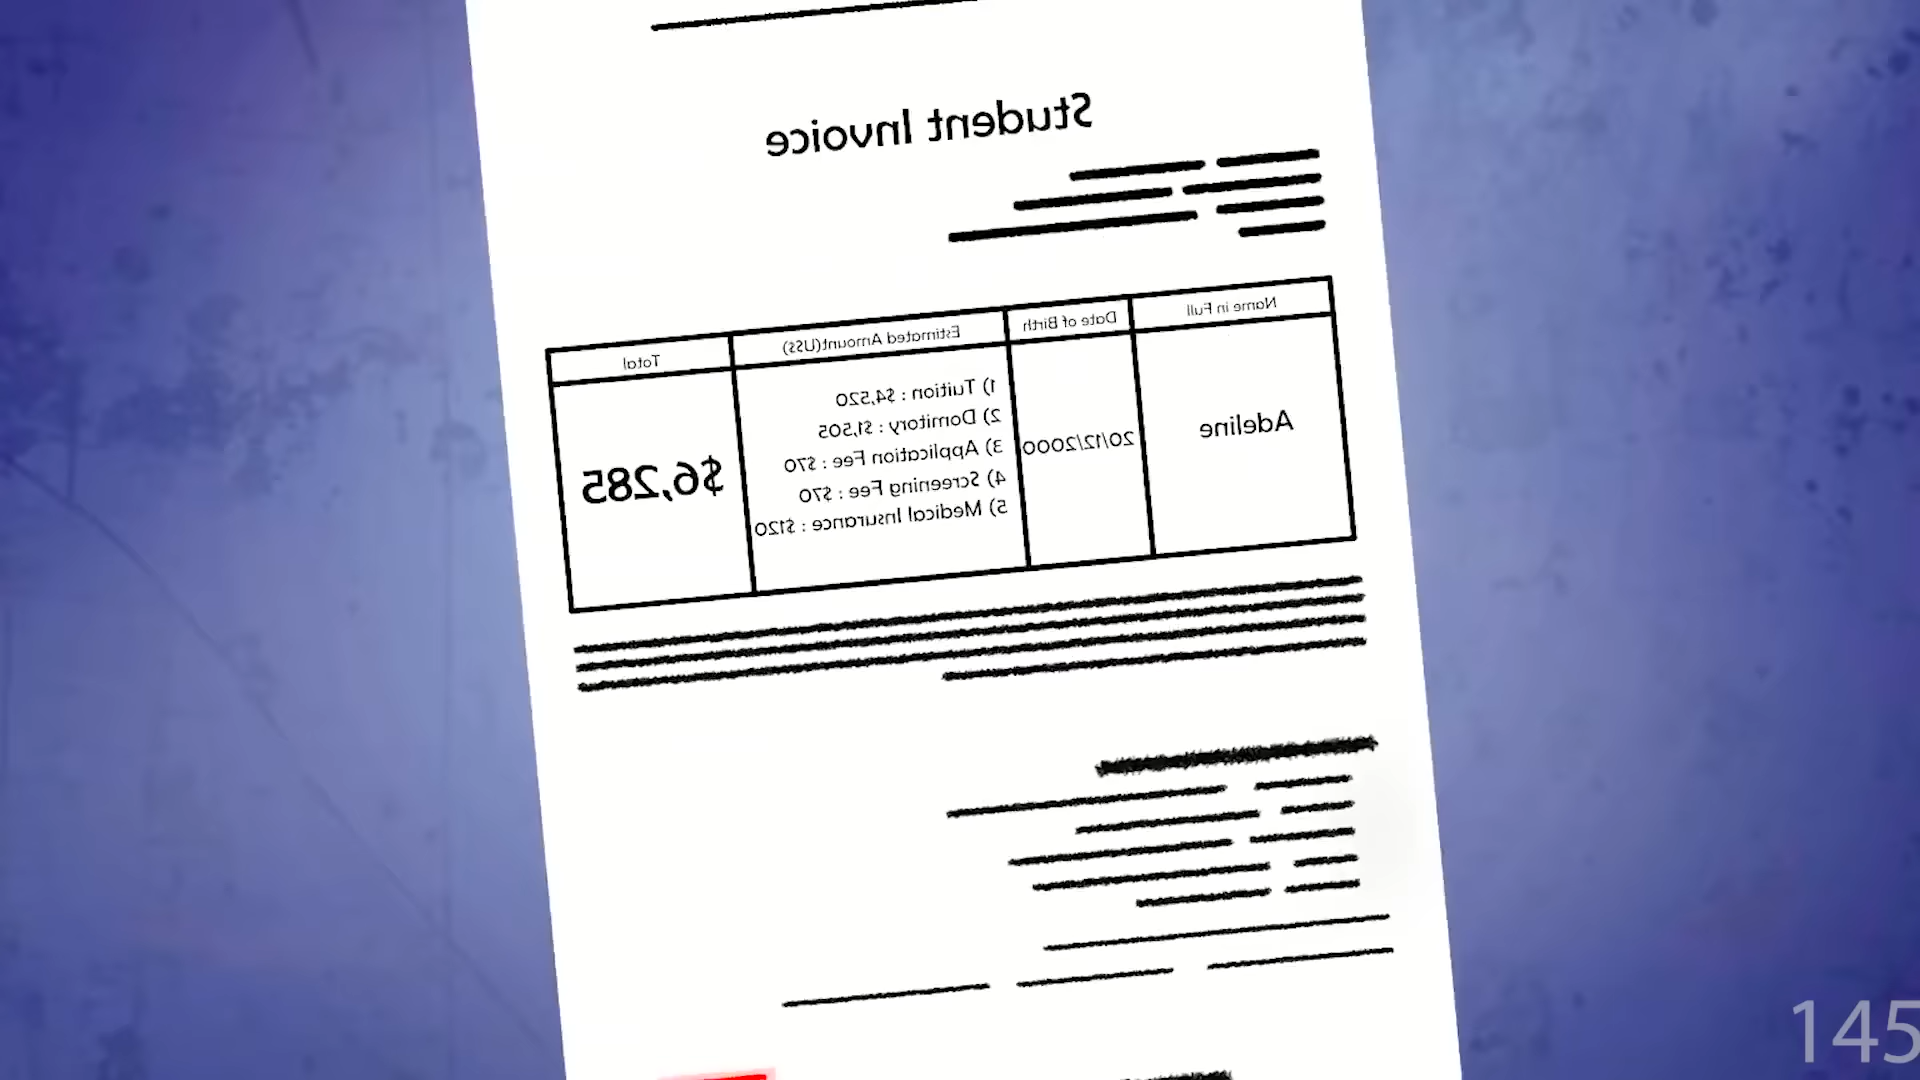 Student Invoice
Name in Full
Date of Birth
Estimated Amount(US$)
Total
Adeline
20/12/2000
1) Tuition : $4,520
2) Domitory : $1,505
3) Application Fee : $70
4) Screening Fee : $70
5) Medical Insurance : $120
$6,285
145